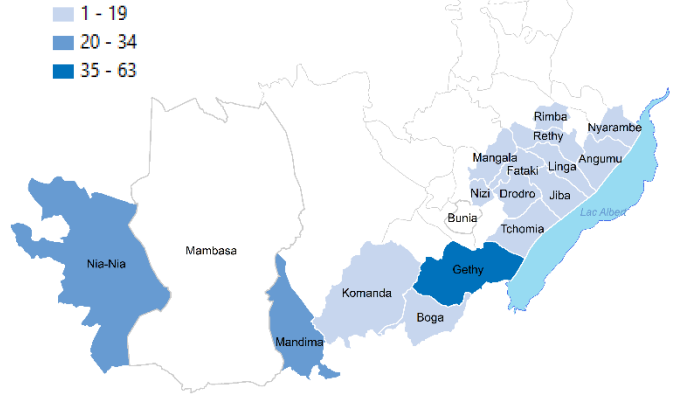 1 - 19
20 - 34
35 - 63
Rimba
Nyarambe
Rethy
Mangala
Angumu
Linga
Fataki
Nizi
Drodro
Jiba
Lac Albert
Bunia
Tchomia
Mambasa
Nia-Nia
Gethy
Komanda
Boga
Mandima